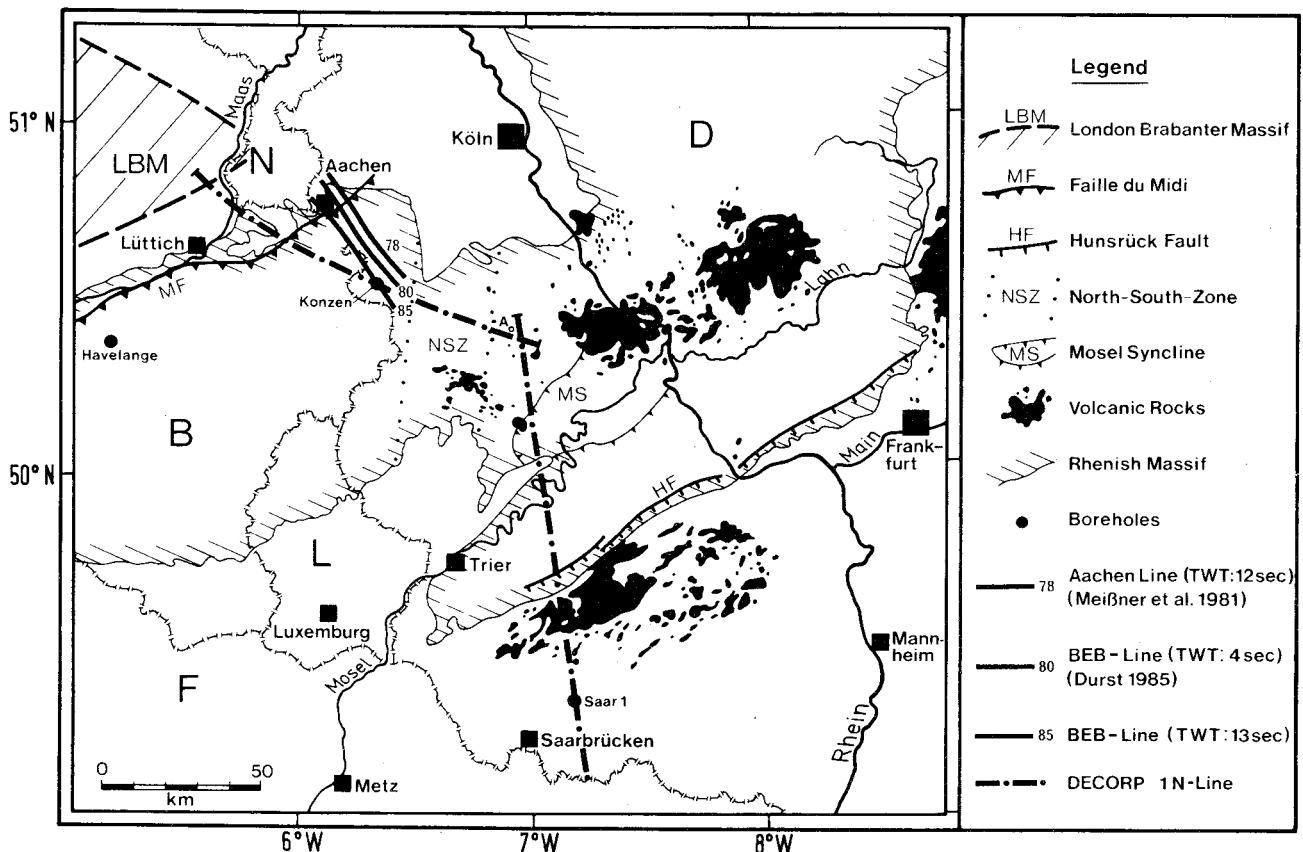 51° N
50° N
6°W
7°W
8°W
LBM
Maas
N
Aachen
Köln
D
Lüttich
MF
78
80
85
Konzen
Havelange
NSZ
A
MS
Lahn
B
Main
Frank-
furt
HF
L
Trier
Luxemburg
Mosel
F
Mann-
heim
Rhein
Saar 1
Saarbrücken
Metz
0 50
km
Legend
LBM London Brabanter Massif
MF Faille du Midi
HF Hunsrück Fault
NSZ North-South-Zone
MS Mosel Syncline
Volcanic Rocks
Rhenish Massif
Boreholes
78 Aachen Line (TWT:12sec)
(Meißner et al. 1981)
80 BEB-Line (TWT: 4sec)
(Durst 1985)
85 BEB-Line (TWT:13sec)
DECORP 1N-Line